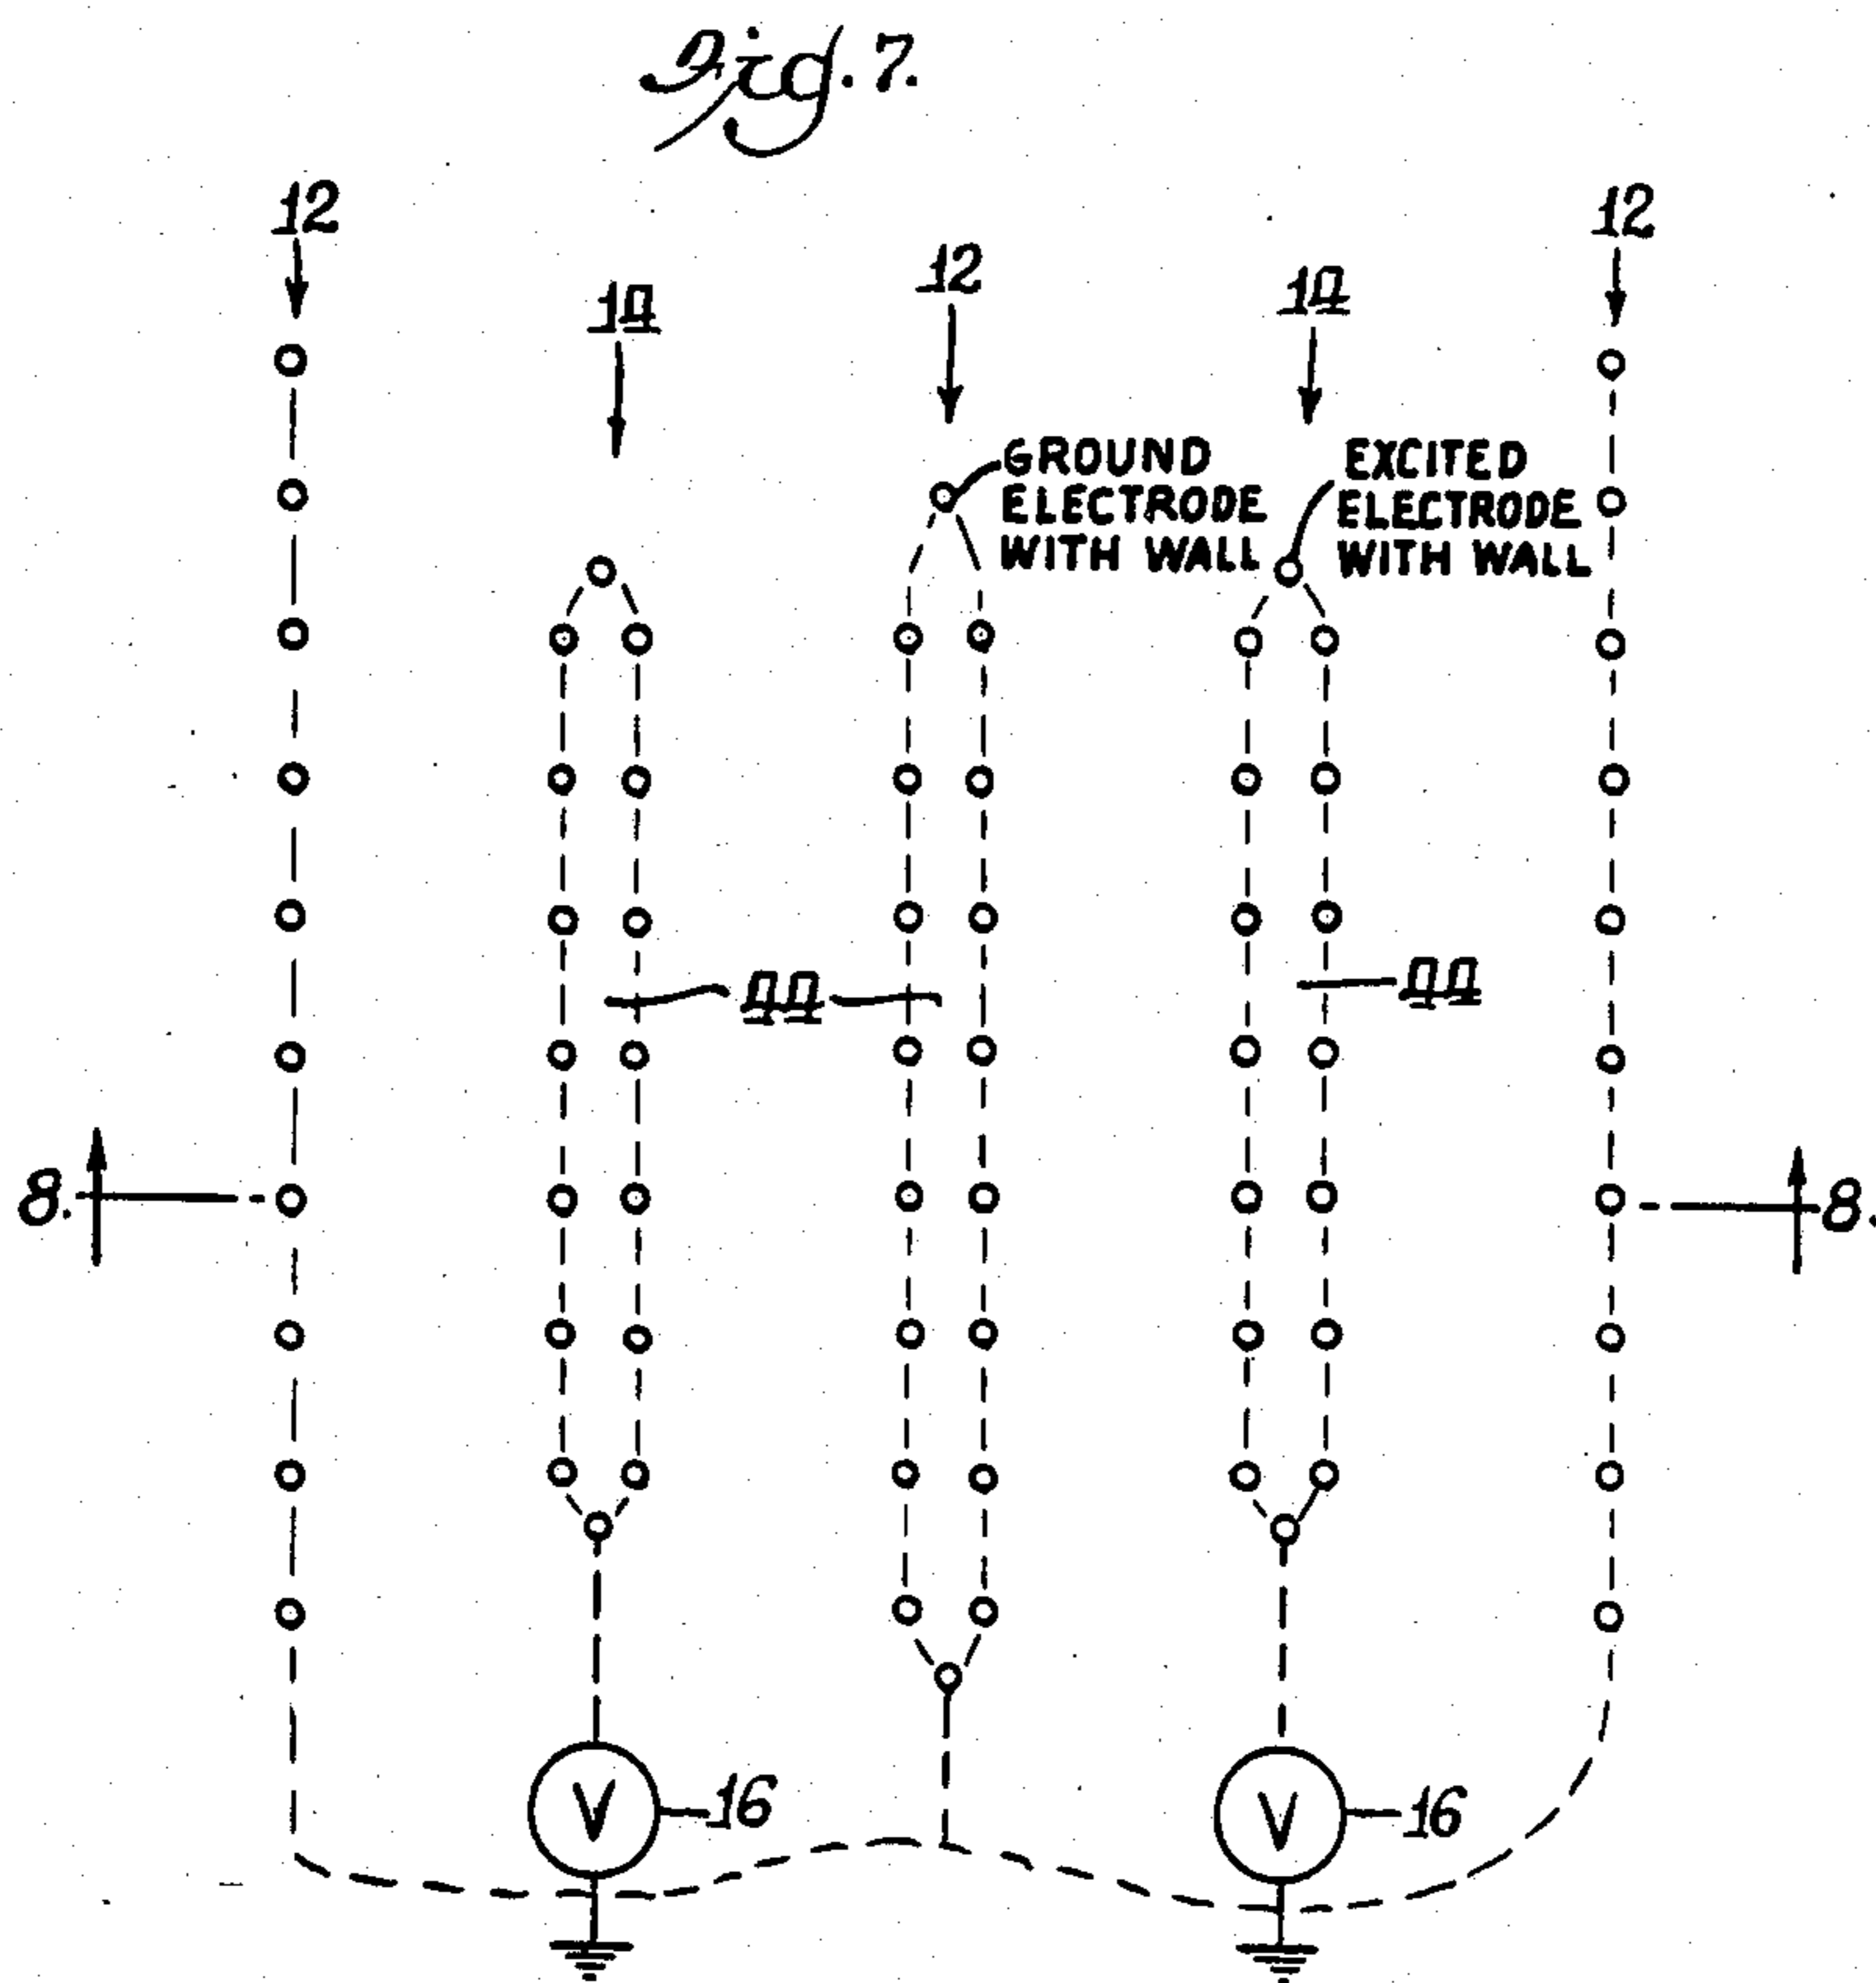 Fig. 7.
12
12
12
14
14
GROUND
ELECTRODE
WITH WALL
EXCITED
ELECTRODE
WITH WALL
44
44
8.
8.
V
16
V
16